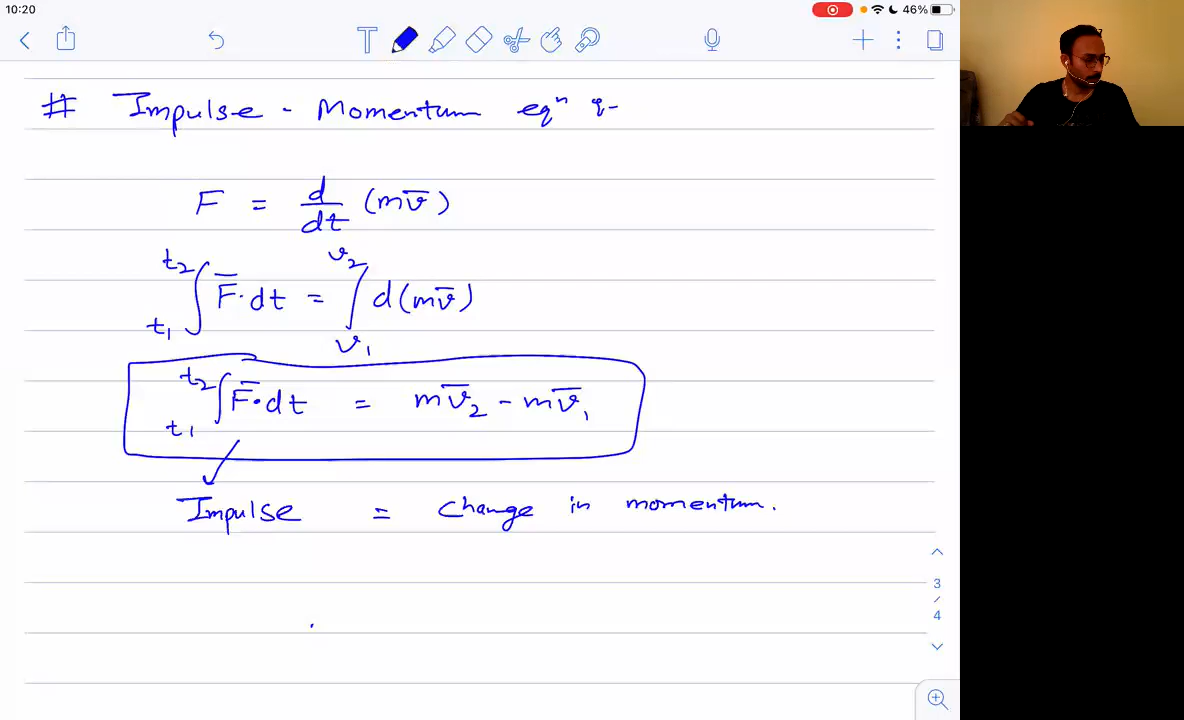 10:20
46%
# Impulse - Momentum eqⁿ :-
F = d/dt (mv̄)
t₂ ∫ t₁ F̄·dt = v₂ ∫ v₁ d(mv̄)
t₂ ∫ t₁ F̄·dt = mv̄₂ - mv̄₁
Impulse = change in momentum.
3
/
4